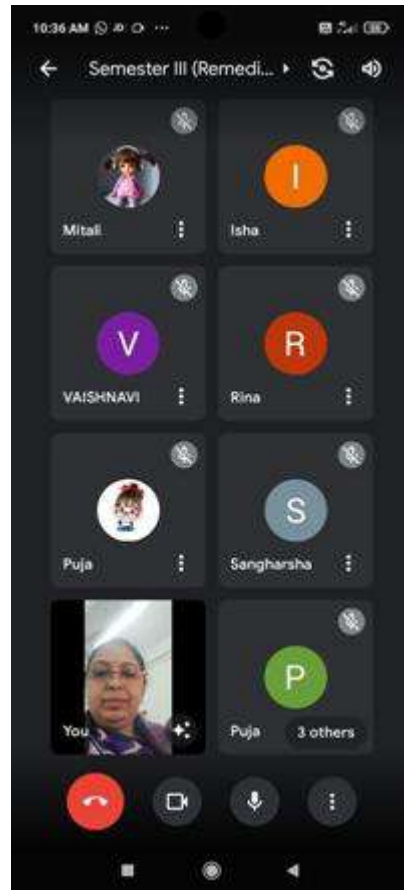 10:36 AM
Semester III (Remedi...
Mitali
I
Isha
V
VAISHNAVI
R
Rina
Puja
S
Sangharsha
You
P
Puja
3 others